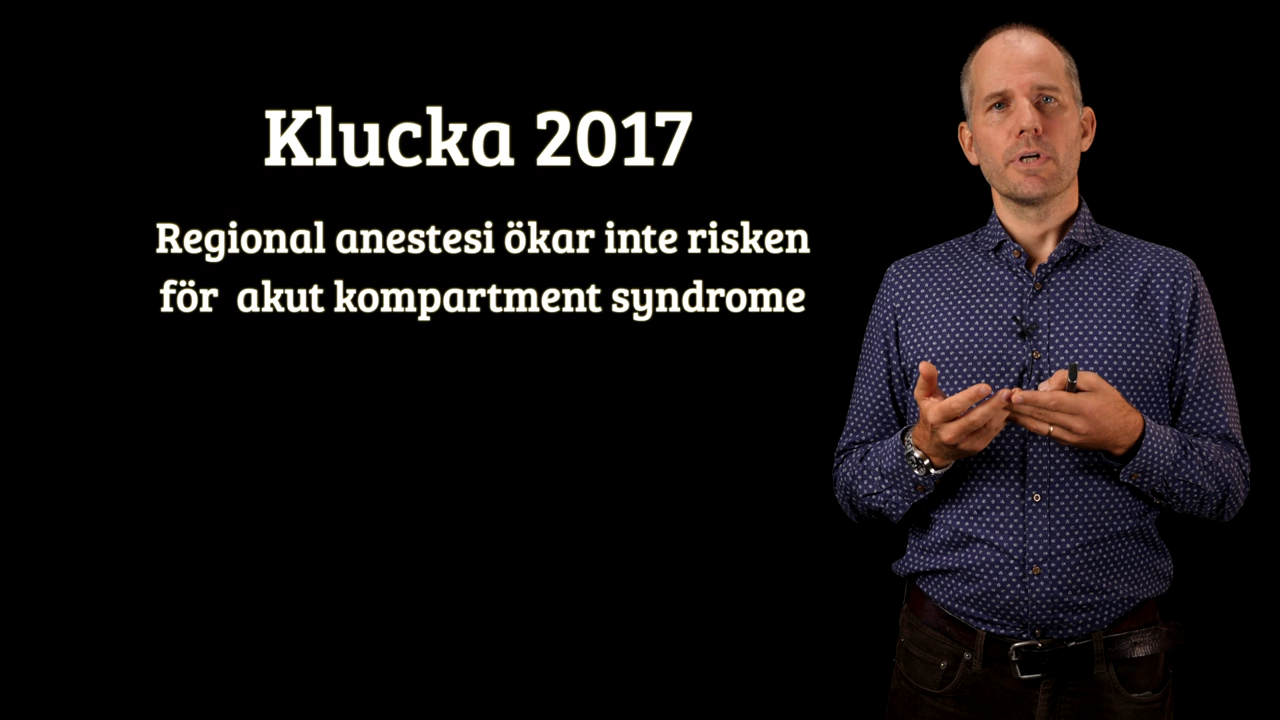 Klucka 2017
Regional anestesi ökar inte risken
för  akut kompartment syndrome